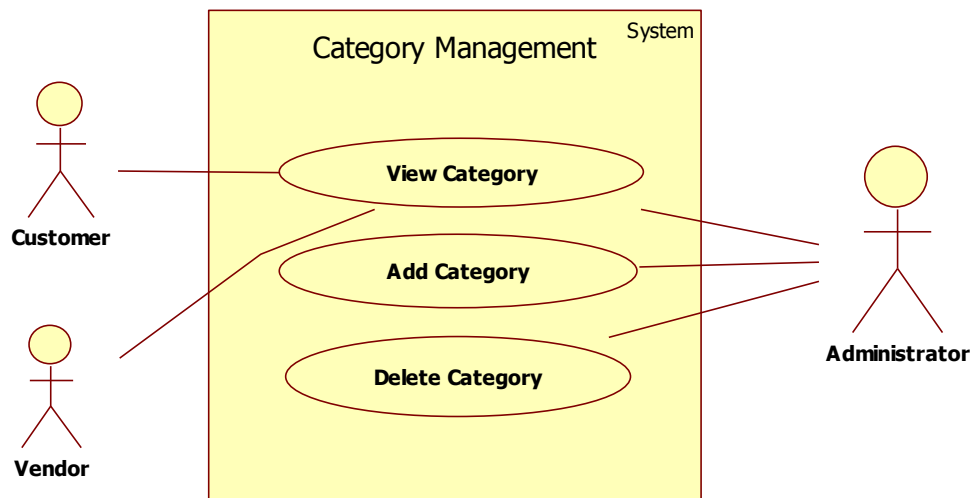 System
Category Management
View Category
Customer
Add Category
Administrator
Delete Category
Vendor